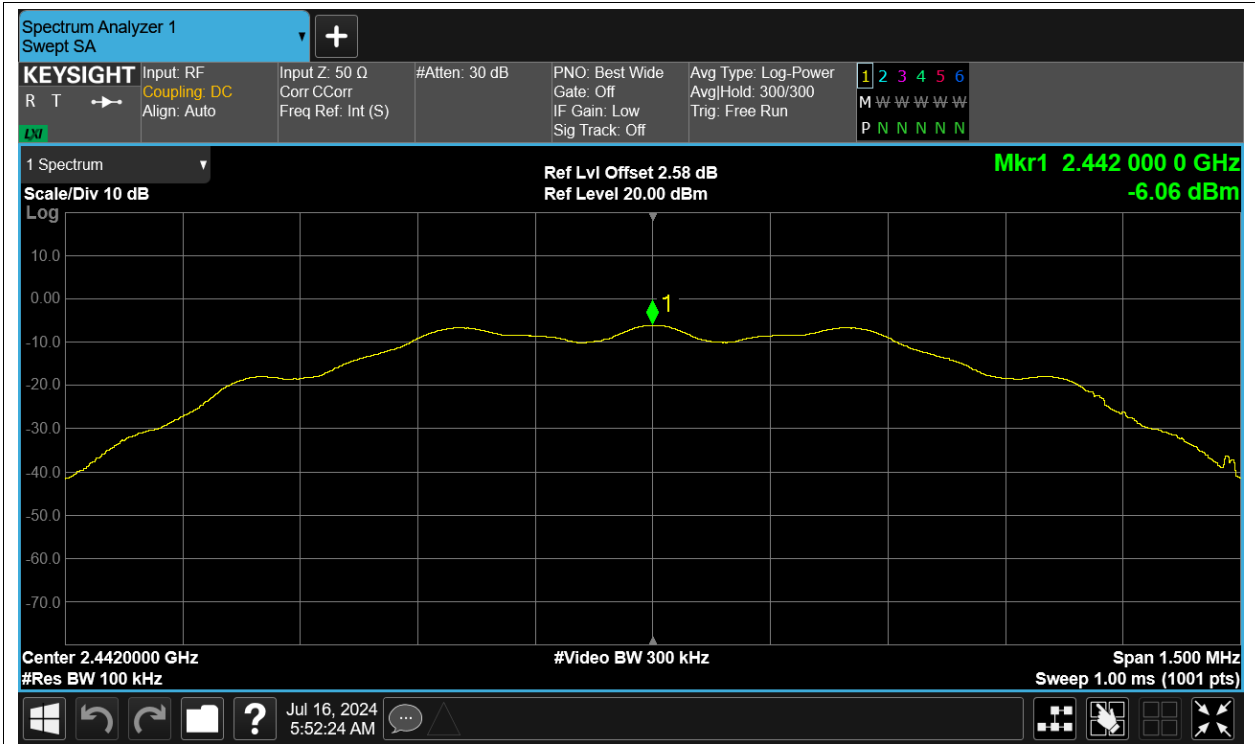 Spectrum Analyzer 1
Swept SA
+
KEYSIGHT
R T
LXI
Input: RF
Coupling: DC
Align: Auto
Input Z: 50 Ω
Corr CCorr
Freq Ref: Int (S)
#Atten: 30 dB
PNO: Best Wide
Gate: Off
IF Gain: Low
Sig Track: Off
Avg Type: Log-Power
Avg|Hold: 300/300
Trig: Free Run
1 2 3 4 5 6
M W W W W W
P N N N N N
1 Spectrum
Scale/Div 10 dB
Log
Ref Lvl Offset 2.58 dB
Ref Level 20.00 dBm
Mkr1 2.442 000 0 GHz
-6.06 dBm
10.0
0.00
-10.0
-20.0
-30.0
-40.0
-50.0
-60.0
-70.0
1
Center 2.4420000 GHz
#Res BW 100 kHz
#Video BW 300 kHz
Span 1.500 MHz
Sweep 1.00 ms (1001 pts)
?
Jul 16, 2024
5:52:24 AM